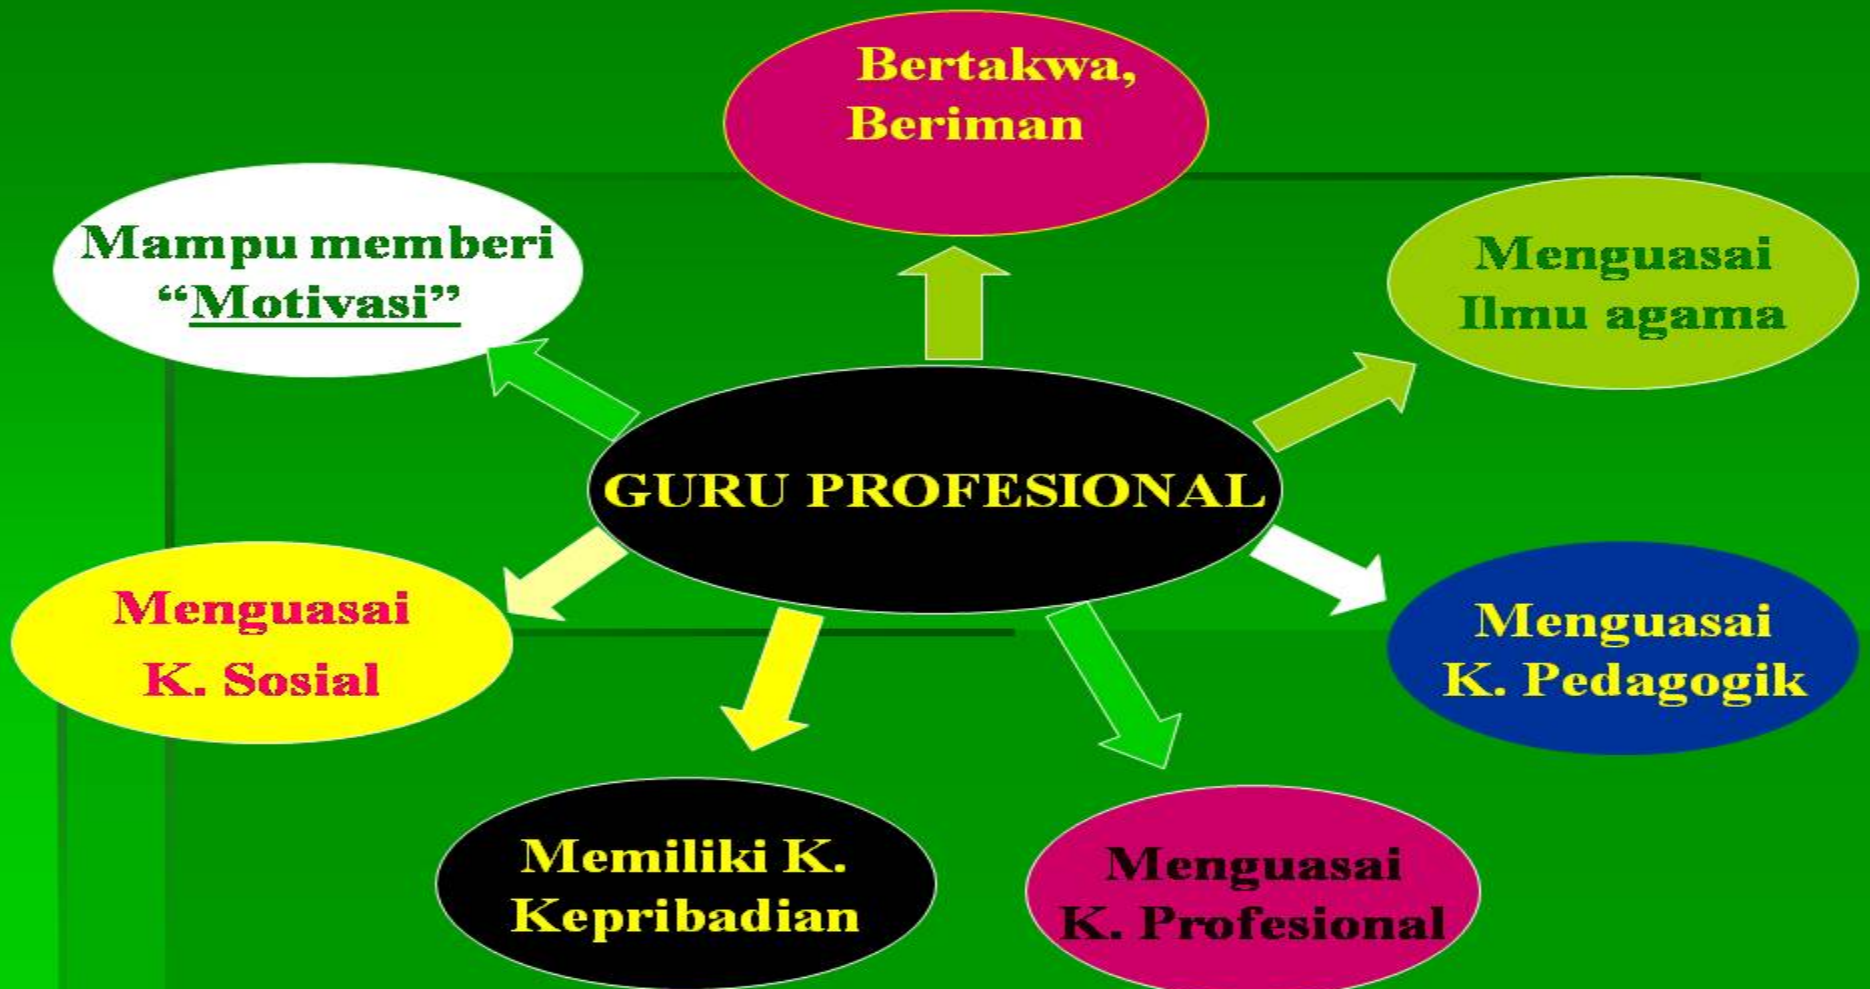 Bertakwa,
Beriman
Mampu memberi
“Motivasi”
Menguasai
Ilmu agama
GURU PROFESIONAL
Menguasai
K. Sosial
Menguasai
K. Pedagogik
Memiliki K.
Kepribadian
Menguasai
K. Profesional